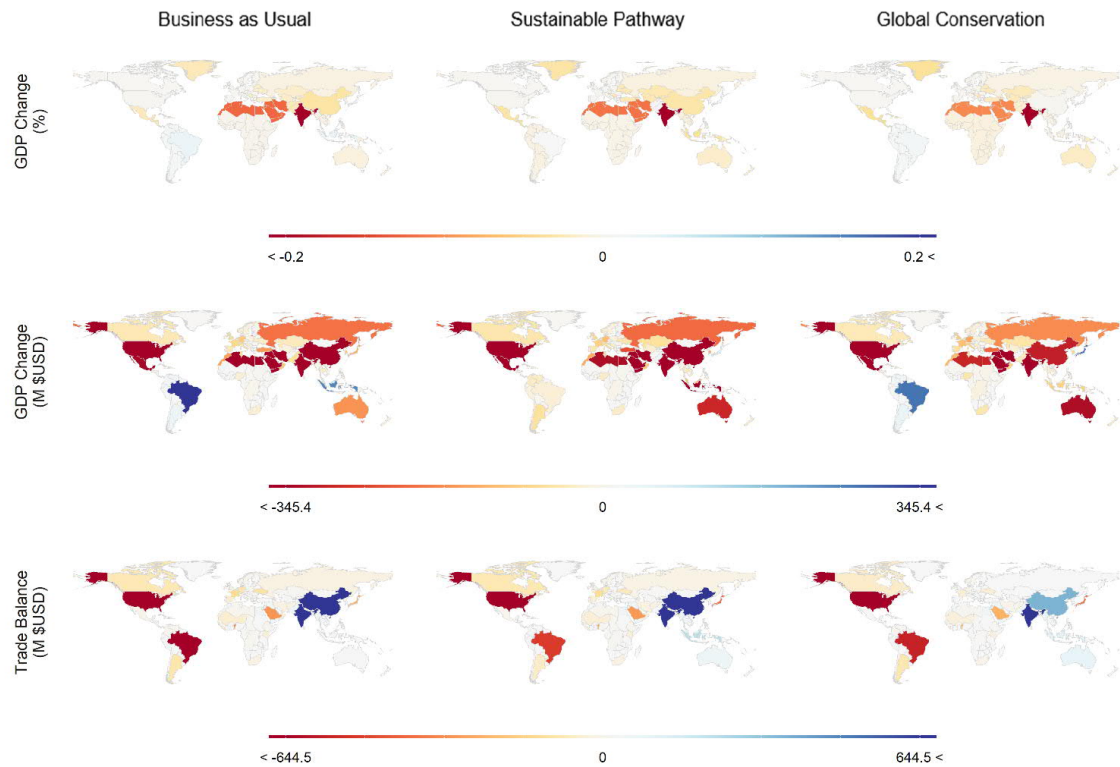 Business as Usual
Sustainable Pathway
Global Conservation
GDP Change
(%)
< -0.2
0
0.2 <
GDP Change
(M $USD)
< -345.4
0
345.4 <
Trade Balance
(M $USD)
< -644.5
0
644.5 <